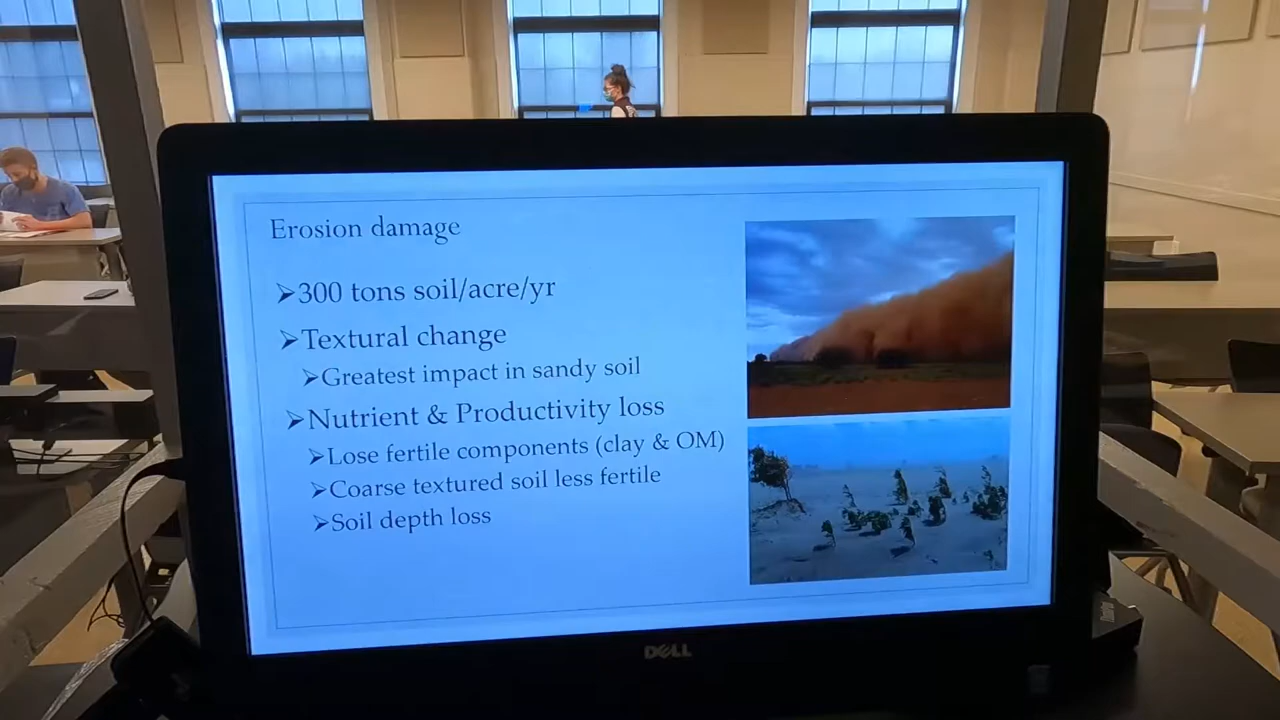 Erosion damage
➢300 tons soil/acre/yr
➢Textural change
➢Greatest impact in sandy soil
➢Nutrient & Productivity loss
➢Lose fertile components (clay & OM)
➢Coarse textured soil less fertile
➢Soil depth loss
DELL